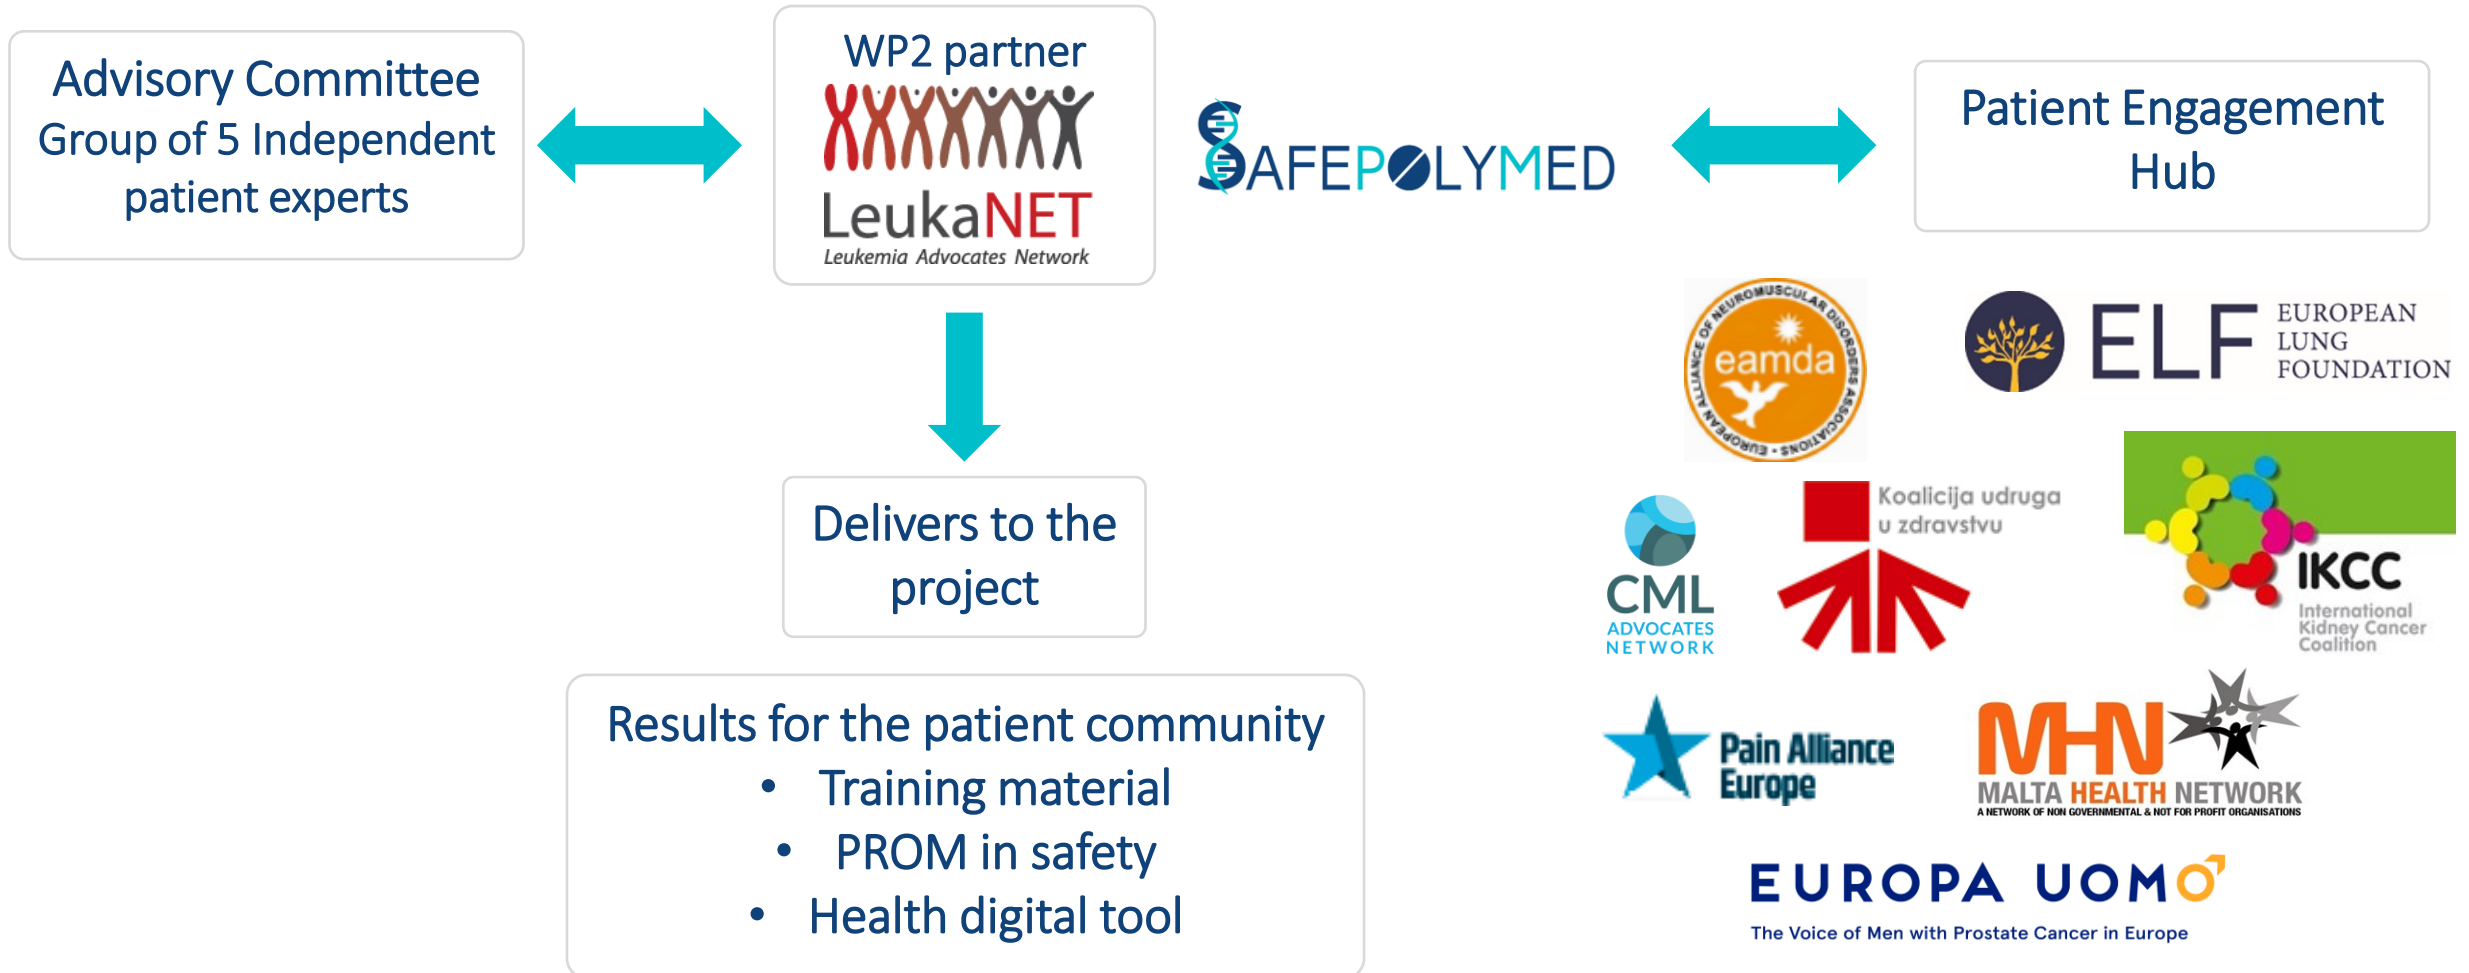 Advisory Committee
Group of 5 Independent
patient experts
WP2 partner
LeukaNET
Leukemia Advocates Network
SAFEPOLYMED
Patient Engagement
Hub
Delivers to the
project
Results for the patient community
• Training material
• PROM in safety
• Health digital tool
EUROPEAN ALLIANCE OF NEUROMUSCULAR DISORDERS ASSOCIATIONS -
eamda
ELF
EUROPEAN
LUNG
FOUNDATION
CML
ADVOCATES
NETWORK
Koalicija udruga
u zdravstvu
IKCC
International
Kidney Cancer
Coalition
Pain Alliance
Europe
MHN
MALTA HEALTH NETWORK
A NETWORK OF NON GOVERNMENTAL & NOT FOR PROFIT ORGANISATIONS
EUROPA UOMO
The Voice of Men with Prostate Cancer in Europe